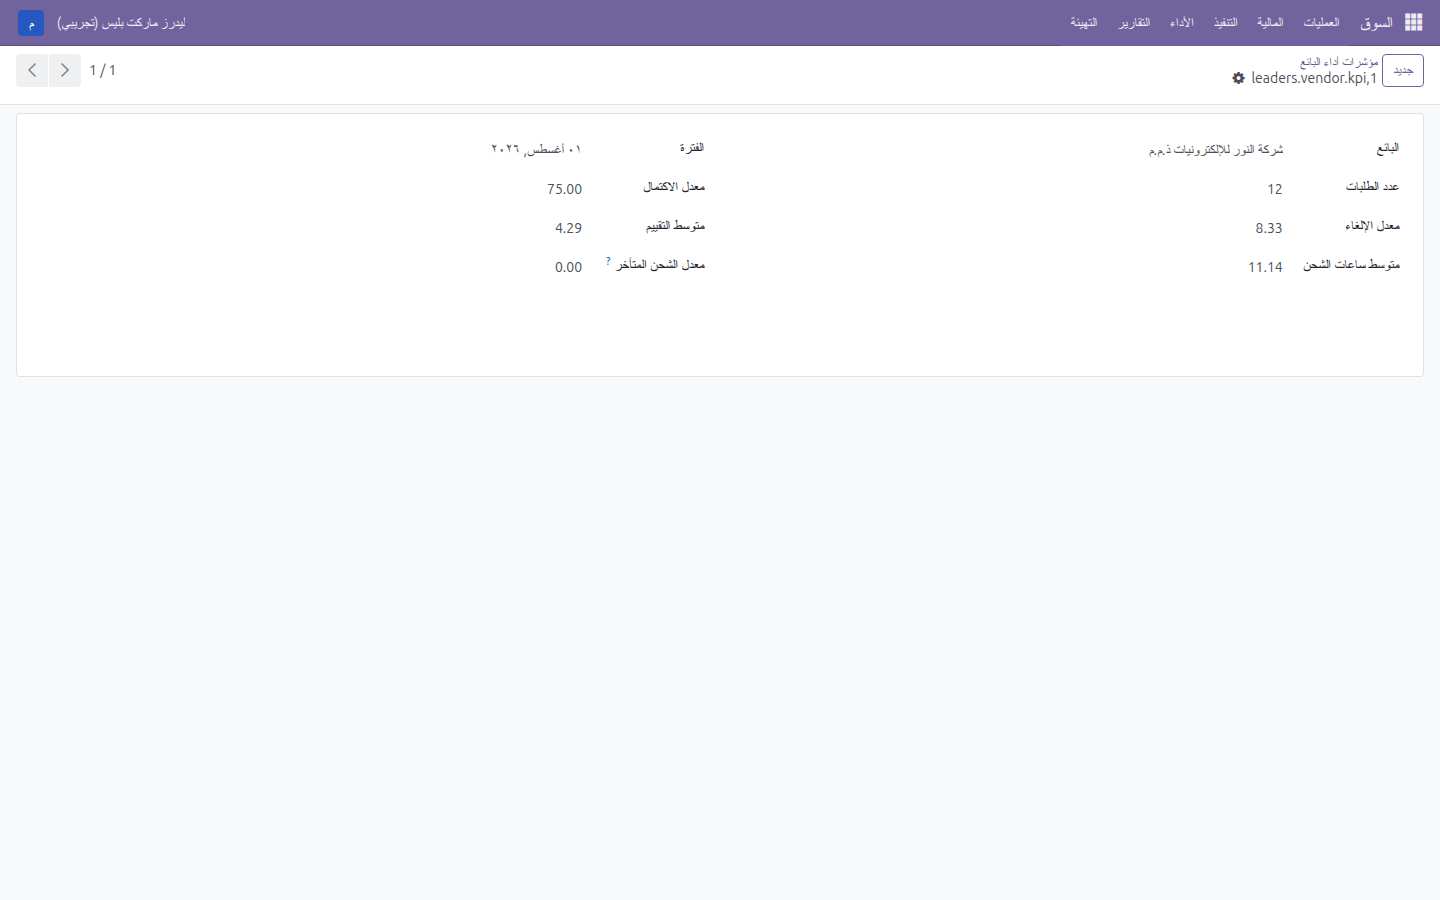 السوق العمليات المالية التنفيذ الأداء التقارير التهيئة ليدرز ماركت بليس (تجريبي) م
جديد مؤشرات أداء البائع
leaders.vendor.kpi,1
1 / 1
البائع شركة النور للإلكترونيات ذ.م.م الفترة ٠١ أغسطس, ٢٠٢٦
عدد الطلبات 12 معدل الاكتمال 75.00
معدل الإلغاء 8.33 متوسط التقييم 4.29
متوسط ساعات الشحن 11.14 معدل الشحن المتأخر ? 0.00